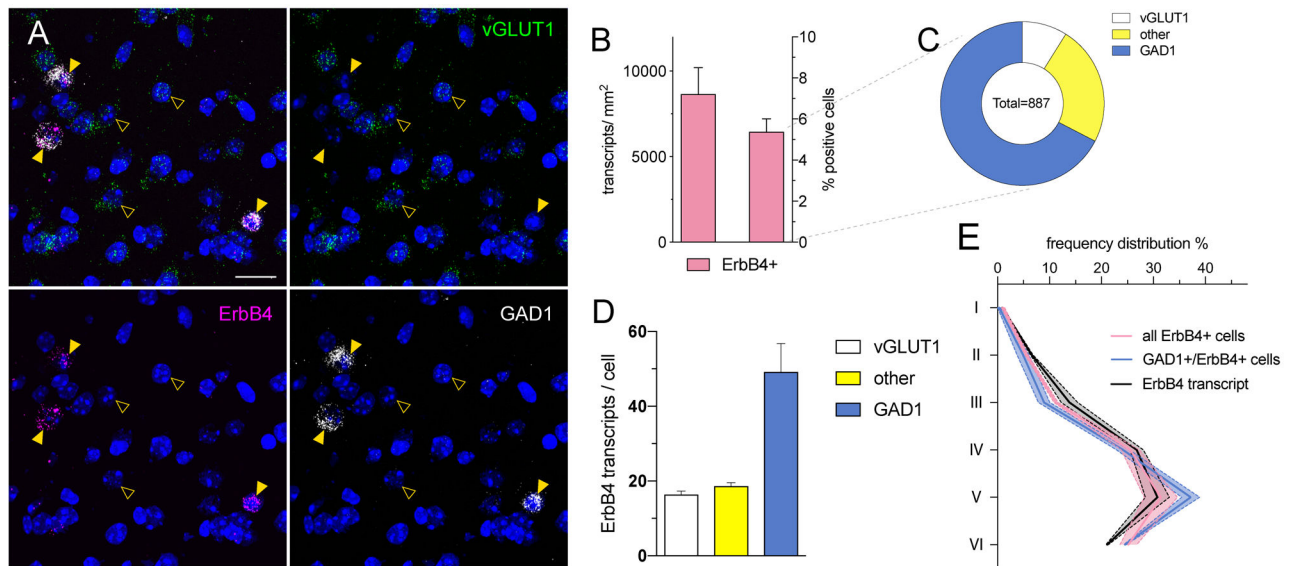 A
vGLUT1
ErbB4
GAD1
B
transcripts/ mm²
10000
5000
0
10
8
6
4
2
0
% positive cells
ErbB4+
C
Total=887
vGLUT1
other
GAD1
D
ErbB4 transcripts / cell
60
40
20
0
vGLUT1
other
GAD1
E
frequency distribution %
0 10 20 30 40
I
II
III
IV
V
VI
all ErbB4+ cells
GAD1+/ErbB4+ cells
ErbB4 transcript